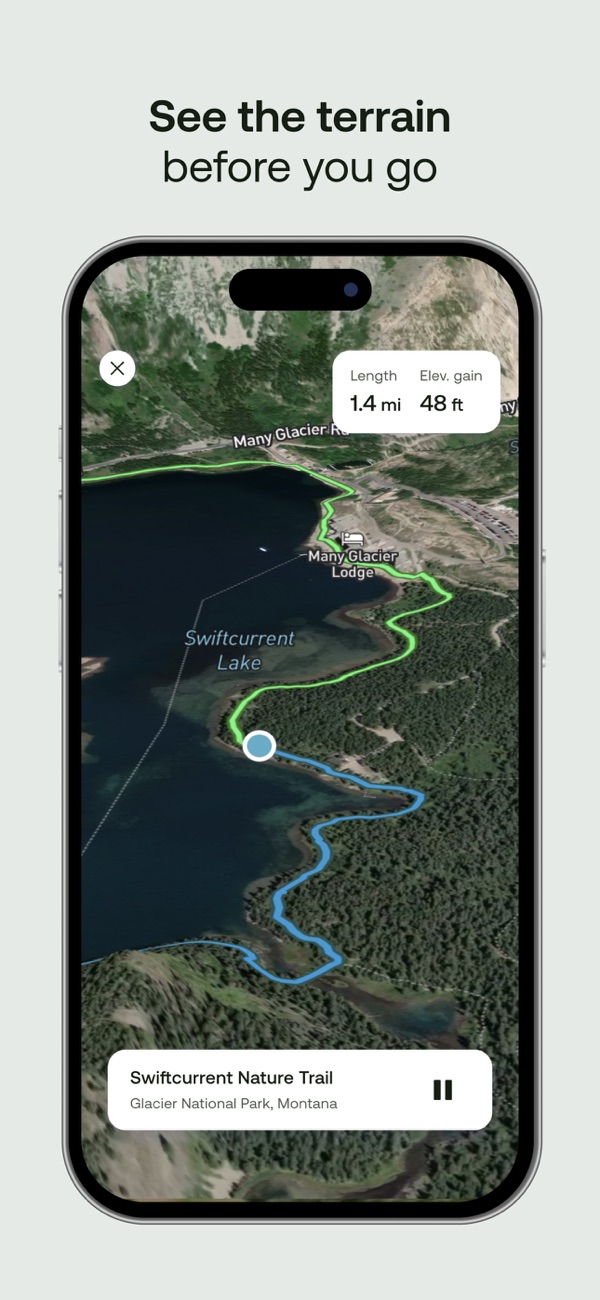 See the terrain
before you go
Length Elev. gain
1.4 mi 48 ft
Many Glacier
Many Glacier
Lodge
Swiftcurrent
Lake
Swiftcurrent Nature Trail
Glacier National Park, Montana